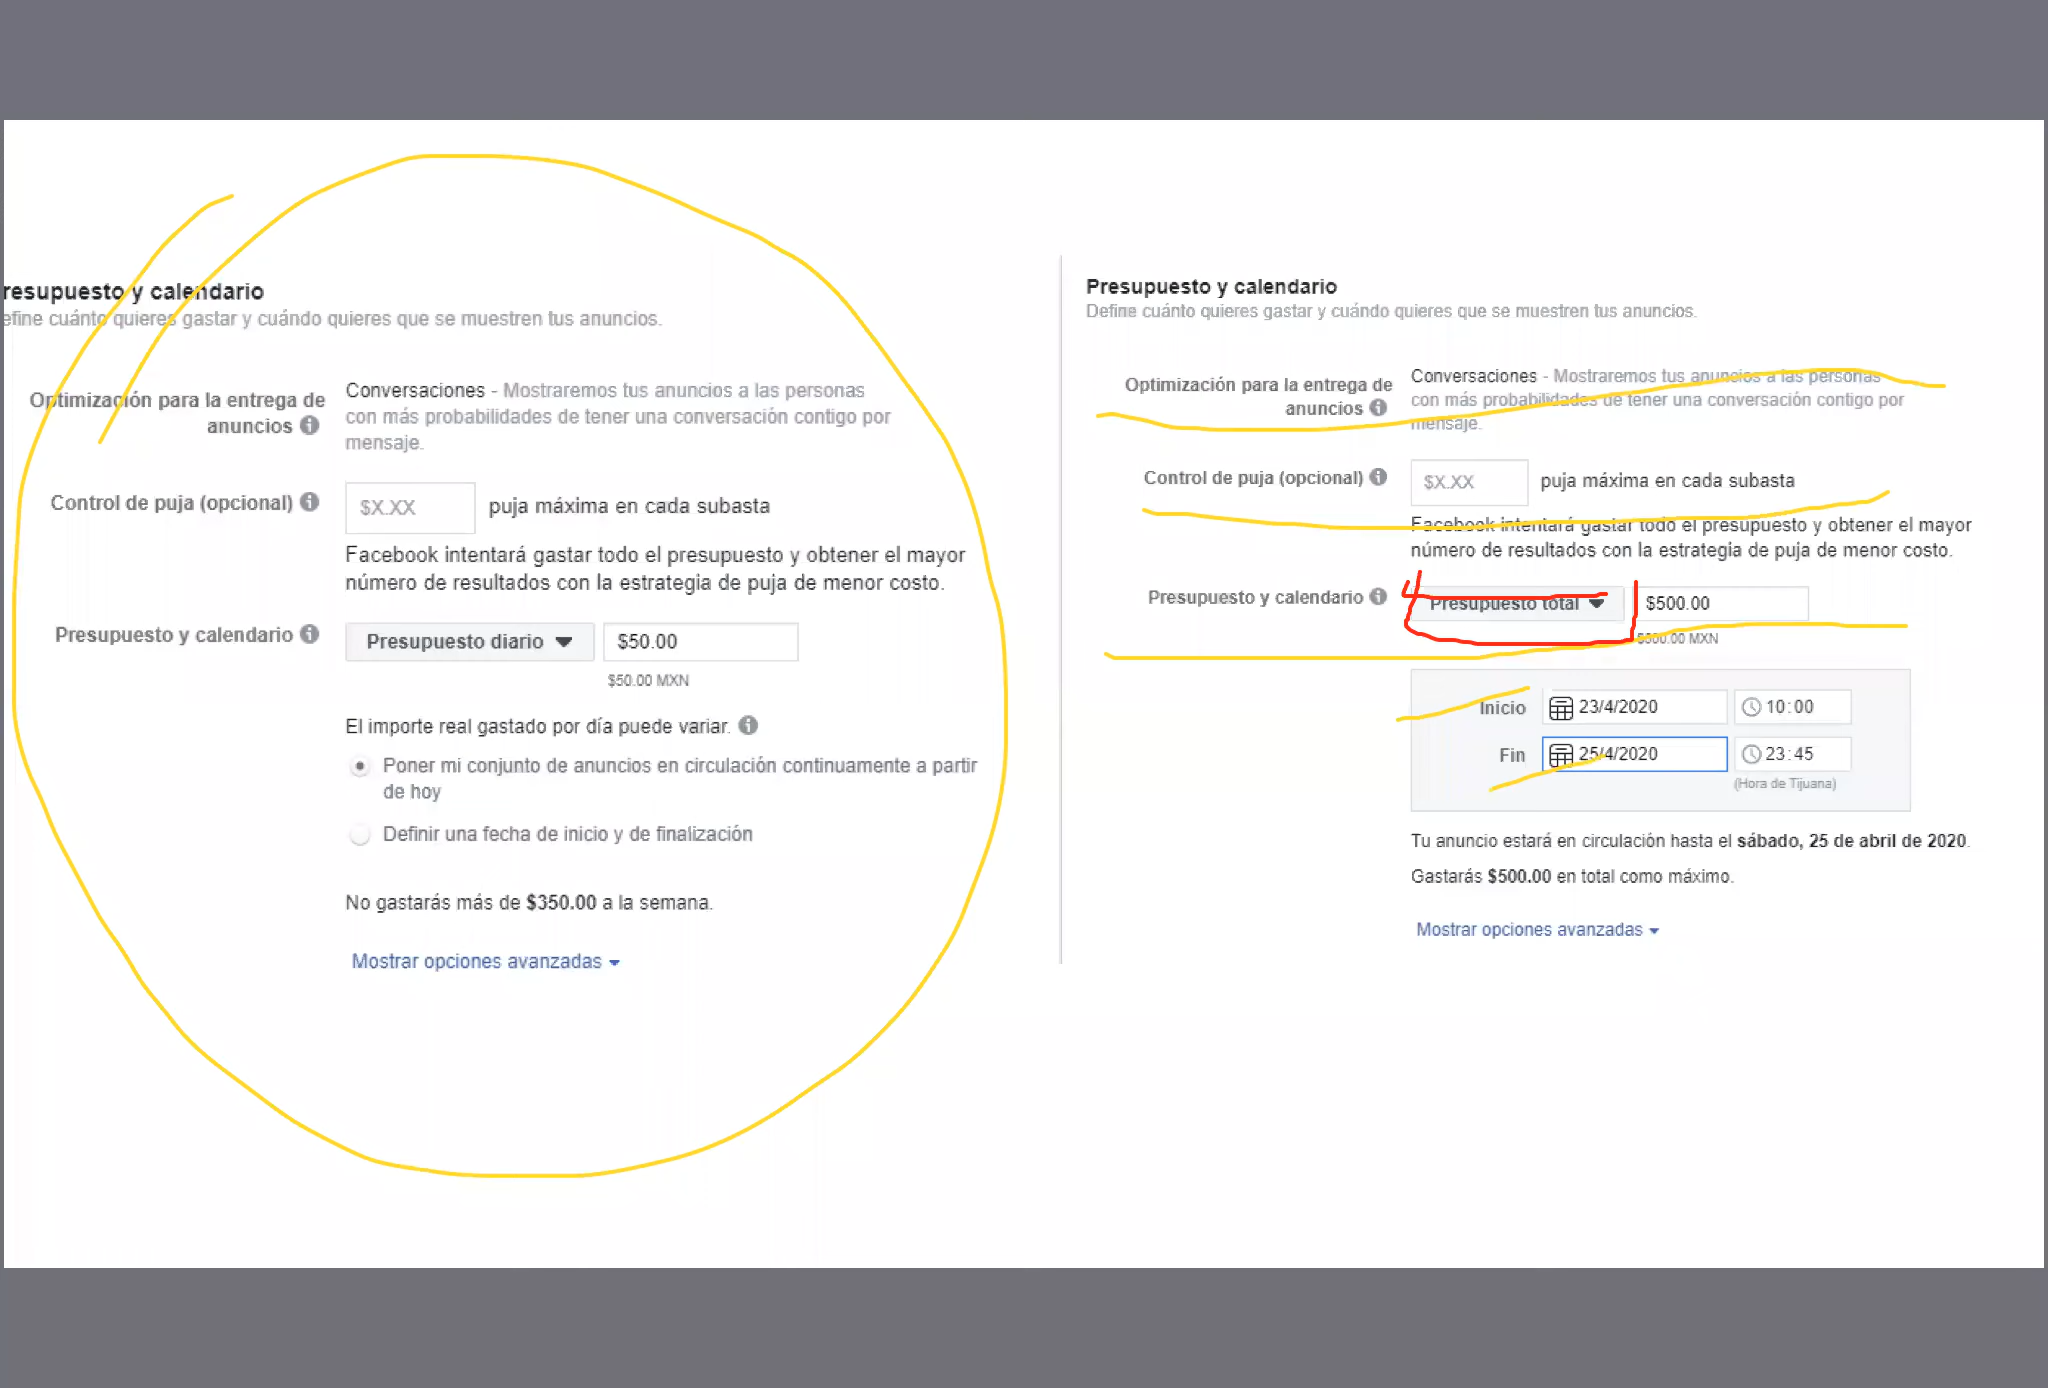 resupuesto y calendario
efine cuánto quieres gastar y cuándo quieres que se muestren tus anuncios.
Optimización para la entrega de
anuncios
Conversaciones - Mostraremos tus anuncios a las personas
con más probabilidades de tener una conversación contigo por
mensaje.
Control de puja (opcional)
$X.XX puja máxima en cada subasta
Facebook intentará gastar todo el presupuesto y obtener el mayor
número de resultados con la estrategia de puja de menor costo.
Presupuesto y calendario
Presupuesto diario $50.00
$50.00 MXN
El importe real gastado por día puede variar.
Poner mi conjunto de anuncios en circulación continuamente a partir
de hoy
Definir una fecha de inicio y de finalización
No gastarás más de $350.00 a la semana.
Mostrar opciones avanzadas
Presupuesto y calendario
Define cuánto quieres gastar y cuándo quieres que se muestren tus anuncios.
Optimización para la entrega de
anuncios
Conversaciones - Mostraremos tus anuncios a las personas
con más probabilidades de tener una conversación contigo por
mensaje.
Control de puja (opcional)
$X.XX puja máxima en cada subasta
Facebook intentará gastar todo el presupuesto y obtener el mayor
número de resultados con la estrategia de puja de menor costo.
Presupuesto y calendario
Presupuesto total $500.00
$500.00 MXN
Inicio 23/4/2020 10:00
Fin 25/4/2020 23:45
(Hora de Tijuana)
Tu anuncio estará en circulación hasta el sábado, 25 de abril de 2020.
Gastarás $500.00 en total como máximo.
Mostrar opciones avanzadas